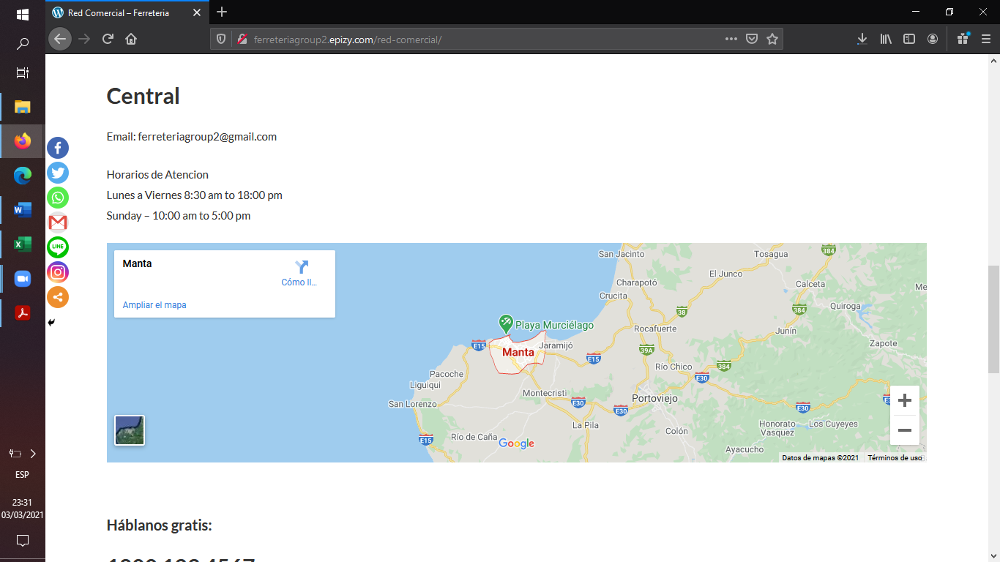 Red Comercial – Ferreteria
ferreteriagroup2.epizy.com/red-comercial/
Central
Email: ferreteriagroup2@gmail.com
Horarios de Atencion
Lunes a Viernes 8:30 am to 18:00 pm
Sunday – 10:00 am to 5:00 pm
LINE
Manta
Cómo ll...
Ampliar el mapa
San Jacinto
Tosagua
384
El Junco
Charapotó
Calceta
Me
Crucita
Quiroga
38
384
Playa Murciélago
Rocafuerte
Junín
E15
Jaramijó
Zapote
Manta
39A
E15
Río Chico
384
Pacoche
E30
Liguiqui
Montecristi
Portoviejo
San Lorenzo
E30
E30
E30
La Pila
Colón
Honorato
Vasquez
Los Cuyeyes
E15
Río de Caña
Google
Ayacucho
Datos de mapas ©2021
Términos de uso
Háblanos gratis:
ESP
23:31
03/03/2021